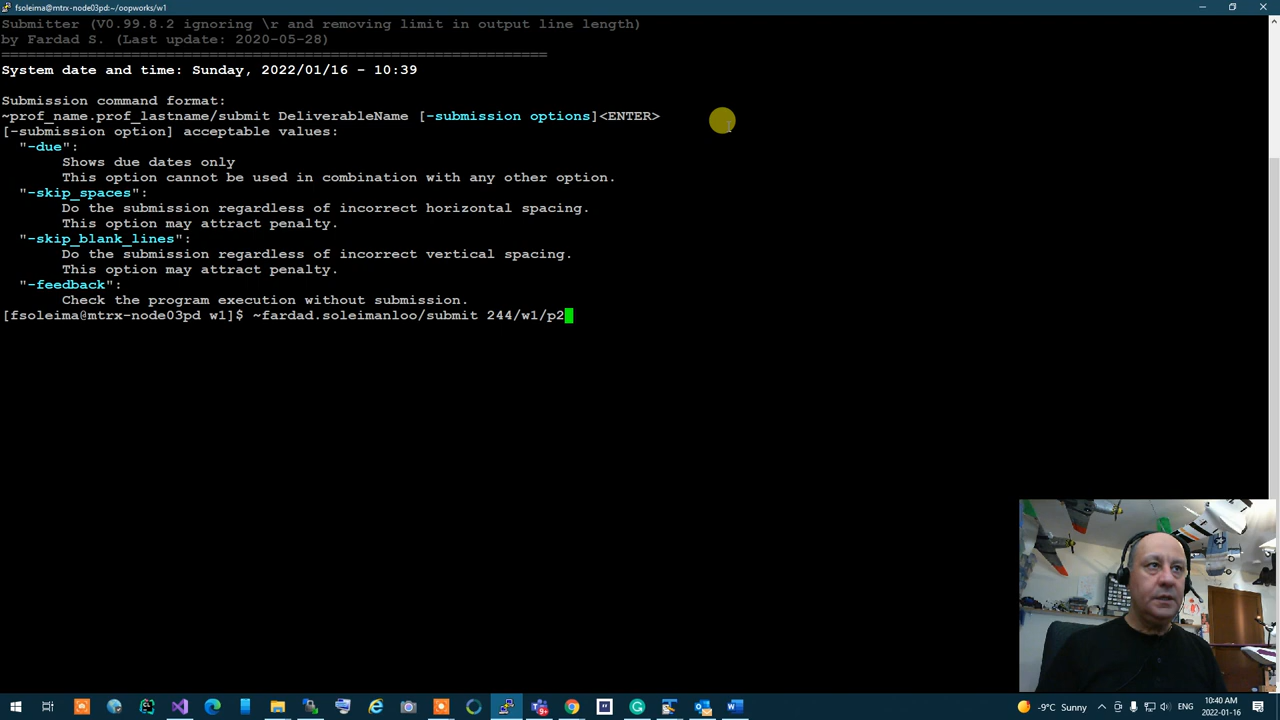 fsoleima@mtrx-node03pd:~/oopworks/w1
Submitter (V0.99.8.2 ignoring \r and removing limit in output line length)
by Fardad S. (Last update: 2020-05-28)
===============================================================
System date and time: Sunday, 2022/01/16 - 10:39
Submission command format:
~prof_name.prof_lastname/submit DeliverableName [-submission options]<ENTER>
[-submission option] acceptable values:
"-due":
Shows due dates only
This option cannot be used in combination with any other option.
"-skip_spaces":
Do the submission regardless of incorrect horizontal spacing.
This option may attract penalty.
"-skip_blank_lines":
Do the submission regardless of incorrect vertical spacing.
This option may attract penalty.
"-feedback":
Check the program execution without submission.
[fsoleima@mtrx-node03pd w1]$ ~fardad.soleimanloo/submit 244/w1/p2
-9°C Sunny
ENG
10:40 AM
2022-01-16